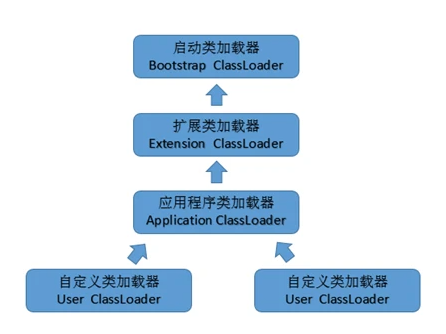 启动类加载器
Bootstrap ClassLoader
扩展类加载器
Extension ClassLoader
应用程序类加载器
Application ClassLoader
自定义类加载器
User ClassLoader
自定义类加载器
User ClassLoader